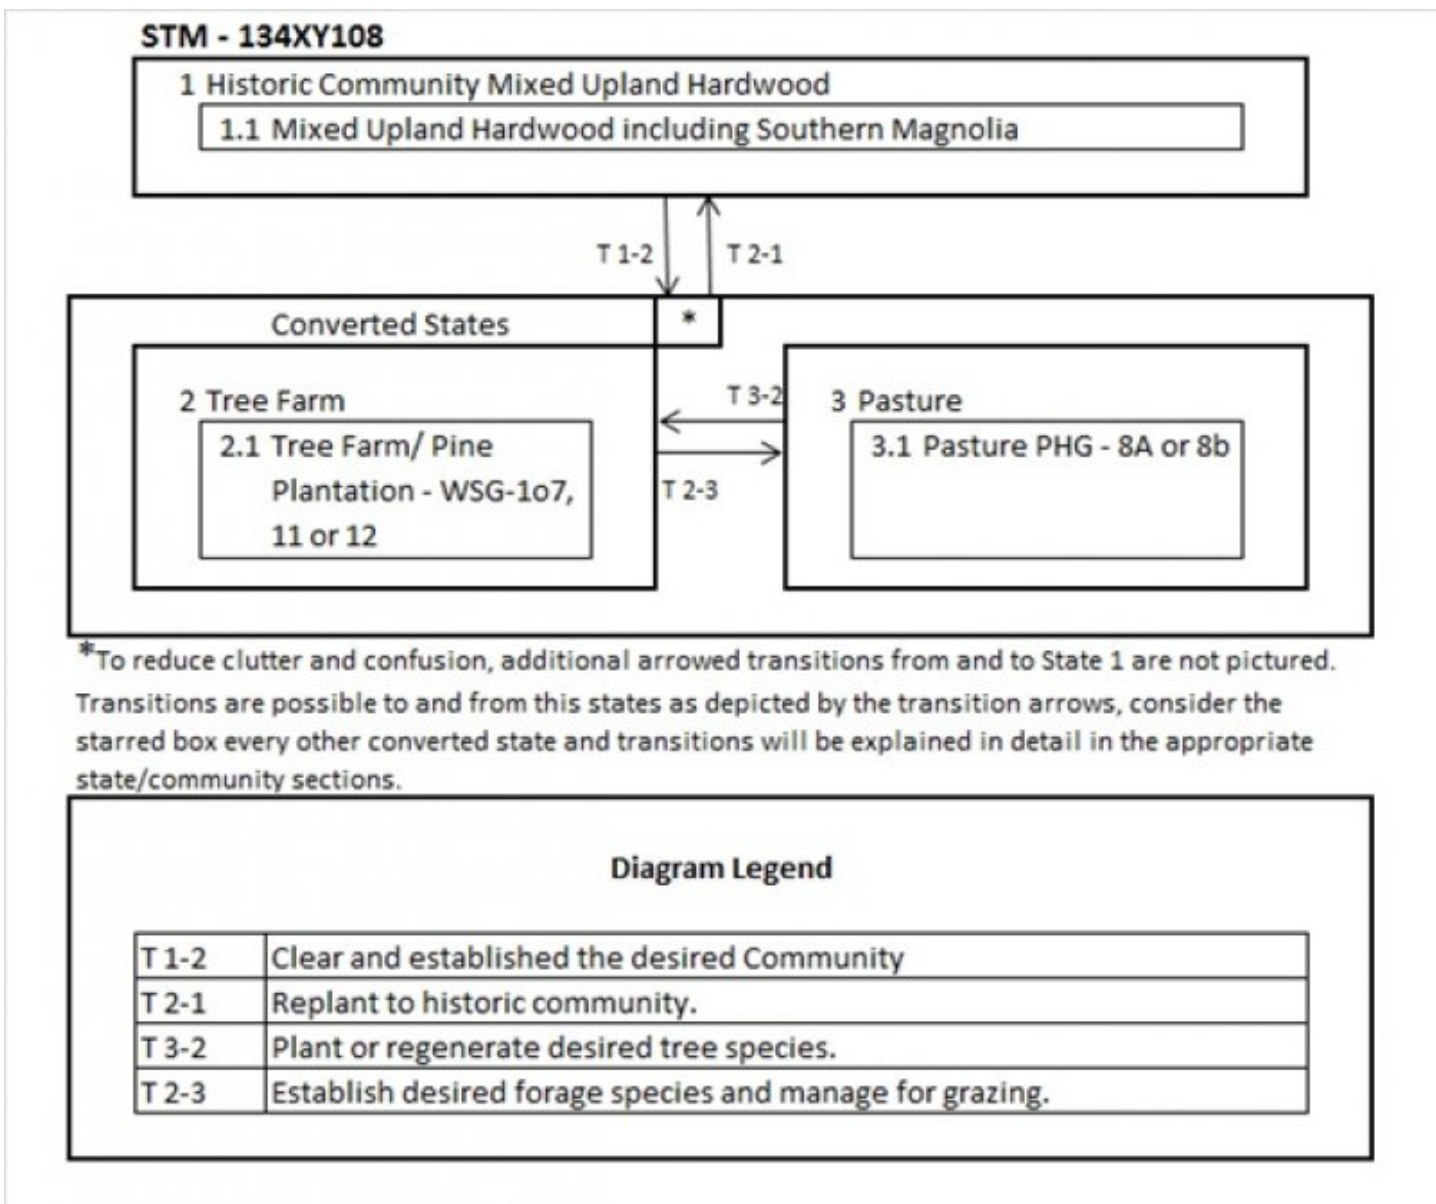 STM - 134XY108
1 Historic Community Mixed Upland Hardwood
1.1 Mixed Upland Hardwood including Southern Magnolia
T 1-2
T 2-1
Converted States
*
2 Tree Farm
2.1 Tree Farm/ Pine
Plantation - WSG-1o7,
11 or 12
T 3-2
T 2-3
3 Pasture
3.1 Pasture PHG - 8A or 8b
*To reduce clutter and confusion, additional arrowed transitions from and to State 1 are not pictured.
Transitions are possible to and from this states as depicted by the transition arrows, consider the
starred box every other converted state and transitions will be explained in detail in the appropriate
state/community sections.
Diagram Legend
T 1-2 Clear and established the desired Community
T 2-1 Replant to historic community.
T 3-2 Plant or regenerate desired tree species.
T 2-3 Establish desired forage species and manage for grazing.